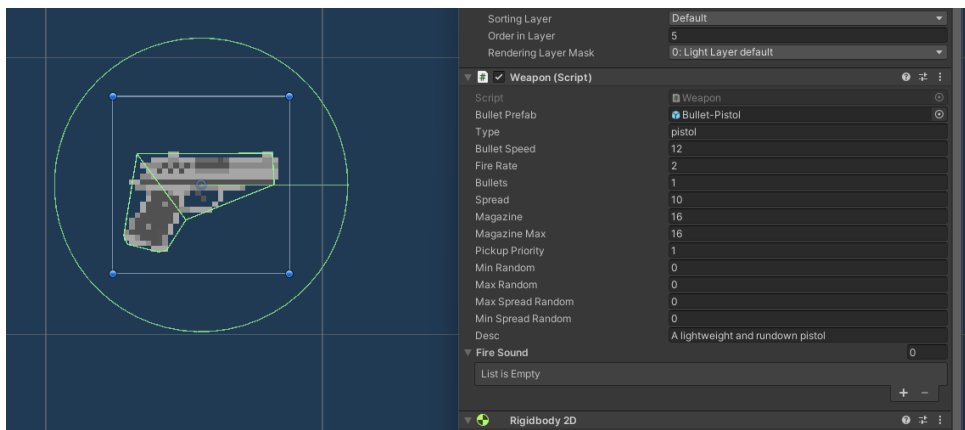 Sorting Layer Default
Order in Layer 5
Rendering Layer Mask 0: Light Layer default
# Weapon (Script)
Script Weapon
Bullet Prefab Bullet-Pistol
Type pistol
Bullet Speed 12
Fire Rate 2
Bullets 1
Spread 10
Magazine 16
Magazine Max 16
Pickup Priority 1
Min Random 0
Max Random 0
Max Spread Random 0
Min Spread Random 0
Desc A lightweight and rundown pistol
Fire Sound 0
List is Empty
+ −
Rigidbody 2D